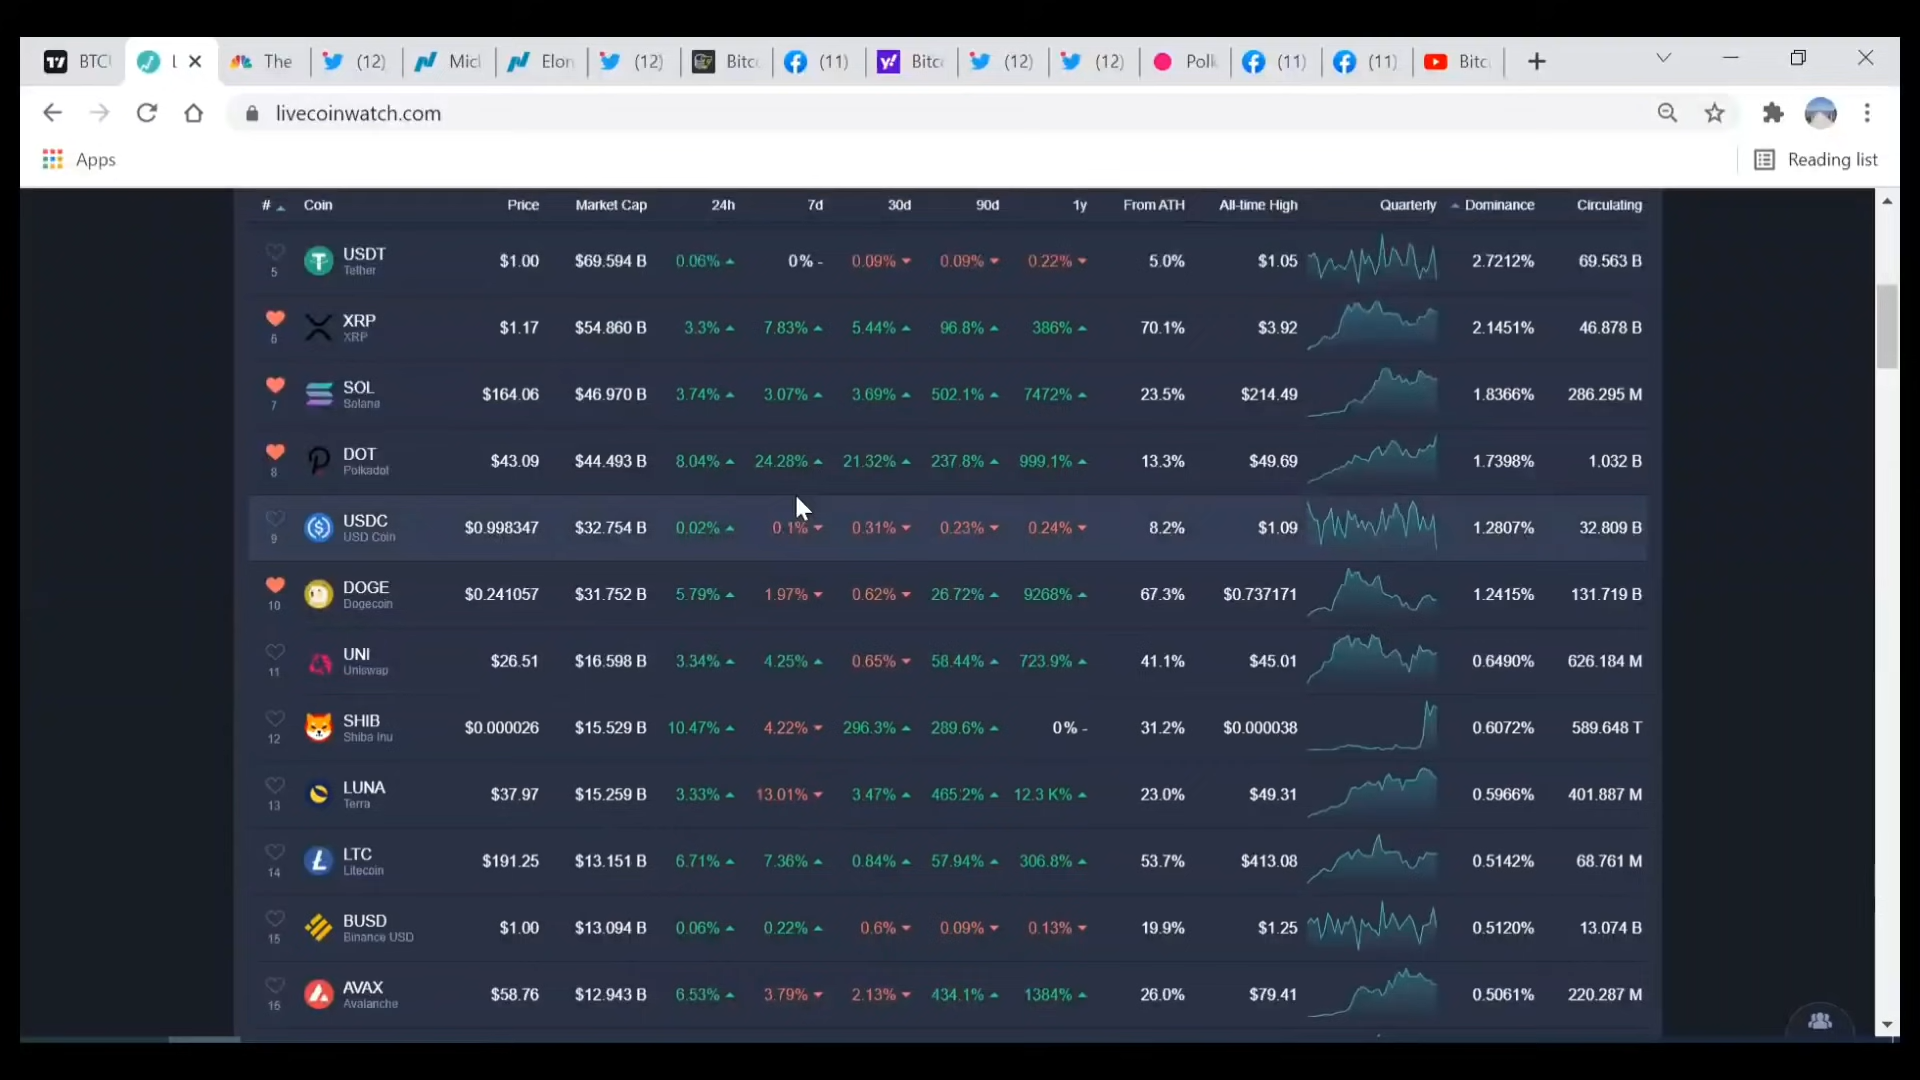 BTC L The (12) Micl Elon (12) Bitc (11) Bitc (12) (12) Polk (11) (11) Bitc
livecoinwatch.com
Apps Reading list
# Coin Price Market Cap 24h 7d 30d 90d 1y From ATH All-time High Quarterly Dominance Circulating
5 USDT Tether $1.00 $69.594 B 0.06% 0% - 0.09% 0.09% 0.22% 5.0% $1.05 2.7212% 69.563 B
6 XRP XRP $1.17 $54.860 B 3.3% 7.83% 5.44% 96.8% 386% 70.1% $3.92 2.1451% 46.878 B
7 SOL Solana $164.06 $46.970 B 3.74% 3.07% 3.69% 502.1% 7472% 23.5% $214.49 1.8366% 286.295 M
8 DOT Polkadot $43.09 $44.493 B 8.04% 24.28% 21.32% 237.8% 999.1% 13.3% $49.69 1.7398% 1.032 B
9 USDC USD Coin $0.998347 $32.754 B 0.02% 0.1% 0.31% 0.23% 0.24% 8.2% $1.09 1.2807% 32.809 B
10 DOGE Dogecoin $0.241057 $31.752 B 5.79% 1.97% 0.62% 26.72% 9268% 67.3% $0.737171 1.2415% 131.719 B
11 UNI Uniswap $26.51 $16.598 B 3.34% 4.25% 0.65% 58.44% 723.9% 41.1% $45.01 0.6490% 626.184 M
12 SHIB Shiba Inu $0.000026 $15.529 B 10.47% 4.22% 296.3% 289.6% 0% - 31.2% $0.000038 0.6072% 589.648 T
13 LUNA Terra $37.97 $15.259 B 3.33% 13.01% 3.47% 465.2% 12.3 K% 23.0% $49.31 0.5966% 401.887 M
14 LTC Litecoin $191.25 $13.151 B 6.71% 7.36% 0.84% 57.94% 306.8% 53.7% $413.08 0.5142% 68.761 M
15 BUSD Binance USD $1.00 $13.094 B 0.06% 0.22% 0.6% 0.09% 0.13% 19.9% $1.25 0.5120% 13.074 B
16 AVAX Avalanche $58.76 $12.943 B 6.53% 3.79% 2.13% 434.1% 1384% 26.0% $79.41 0.5061% 220.287 M